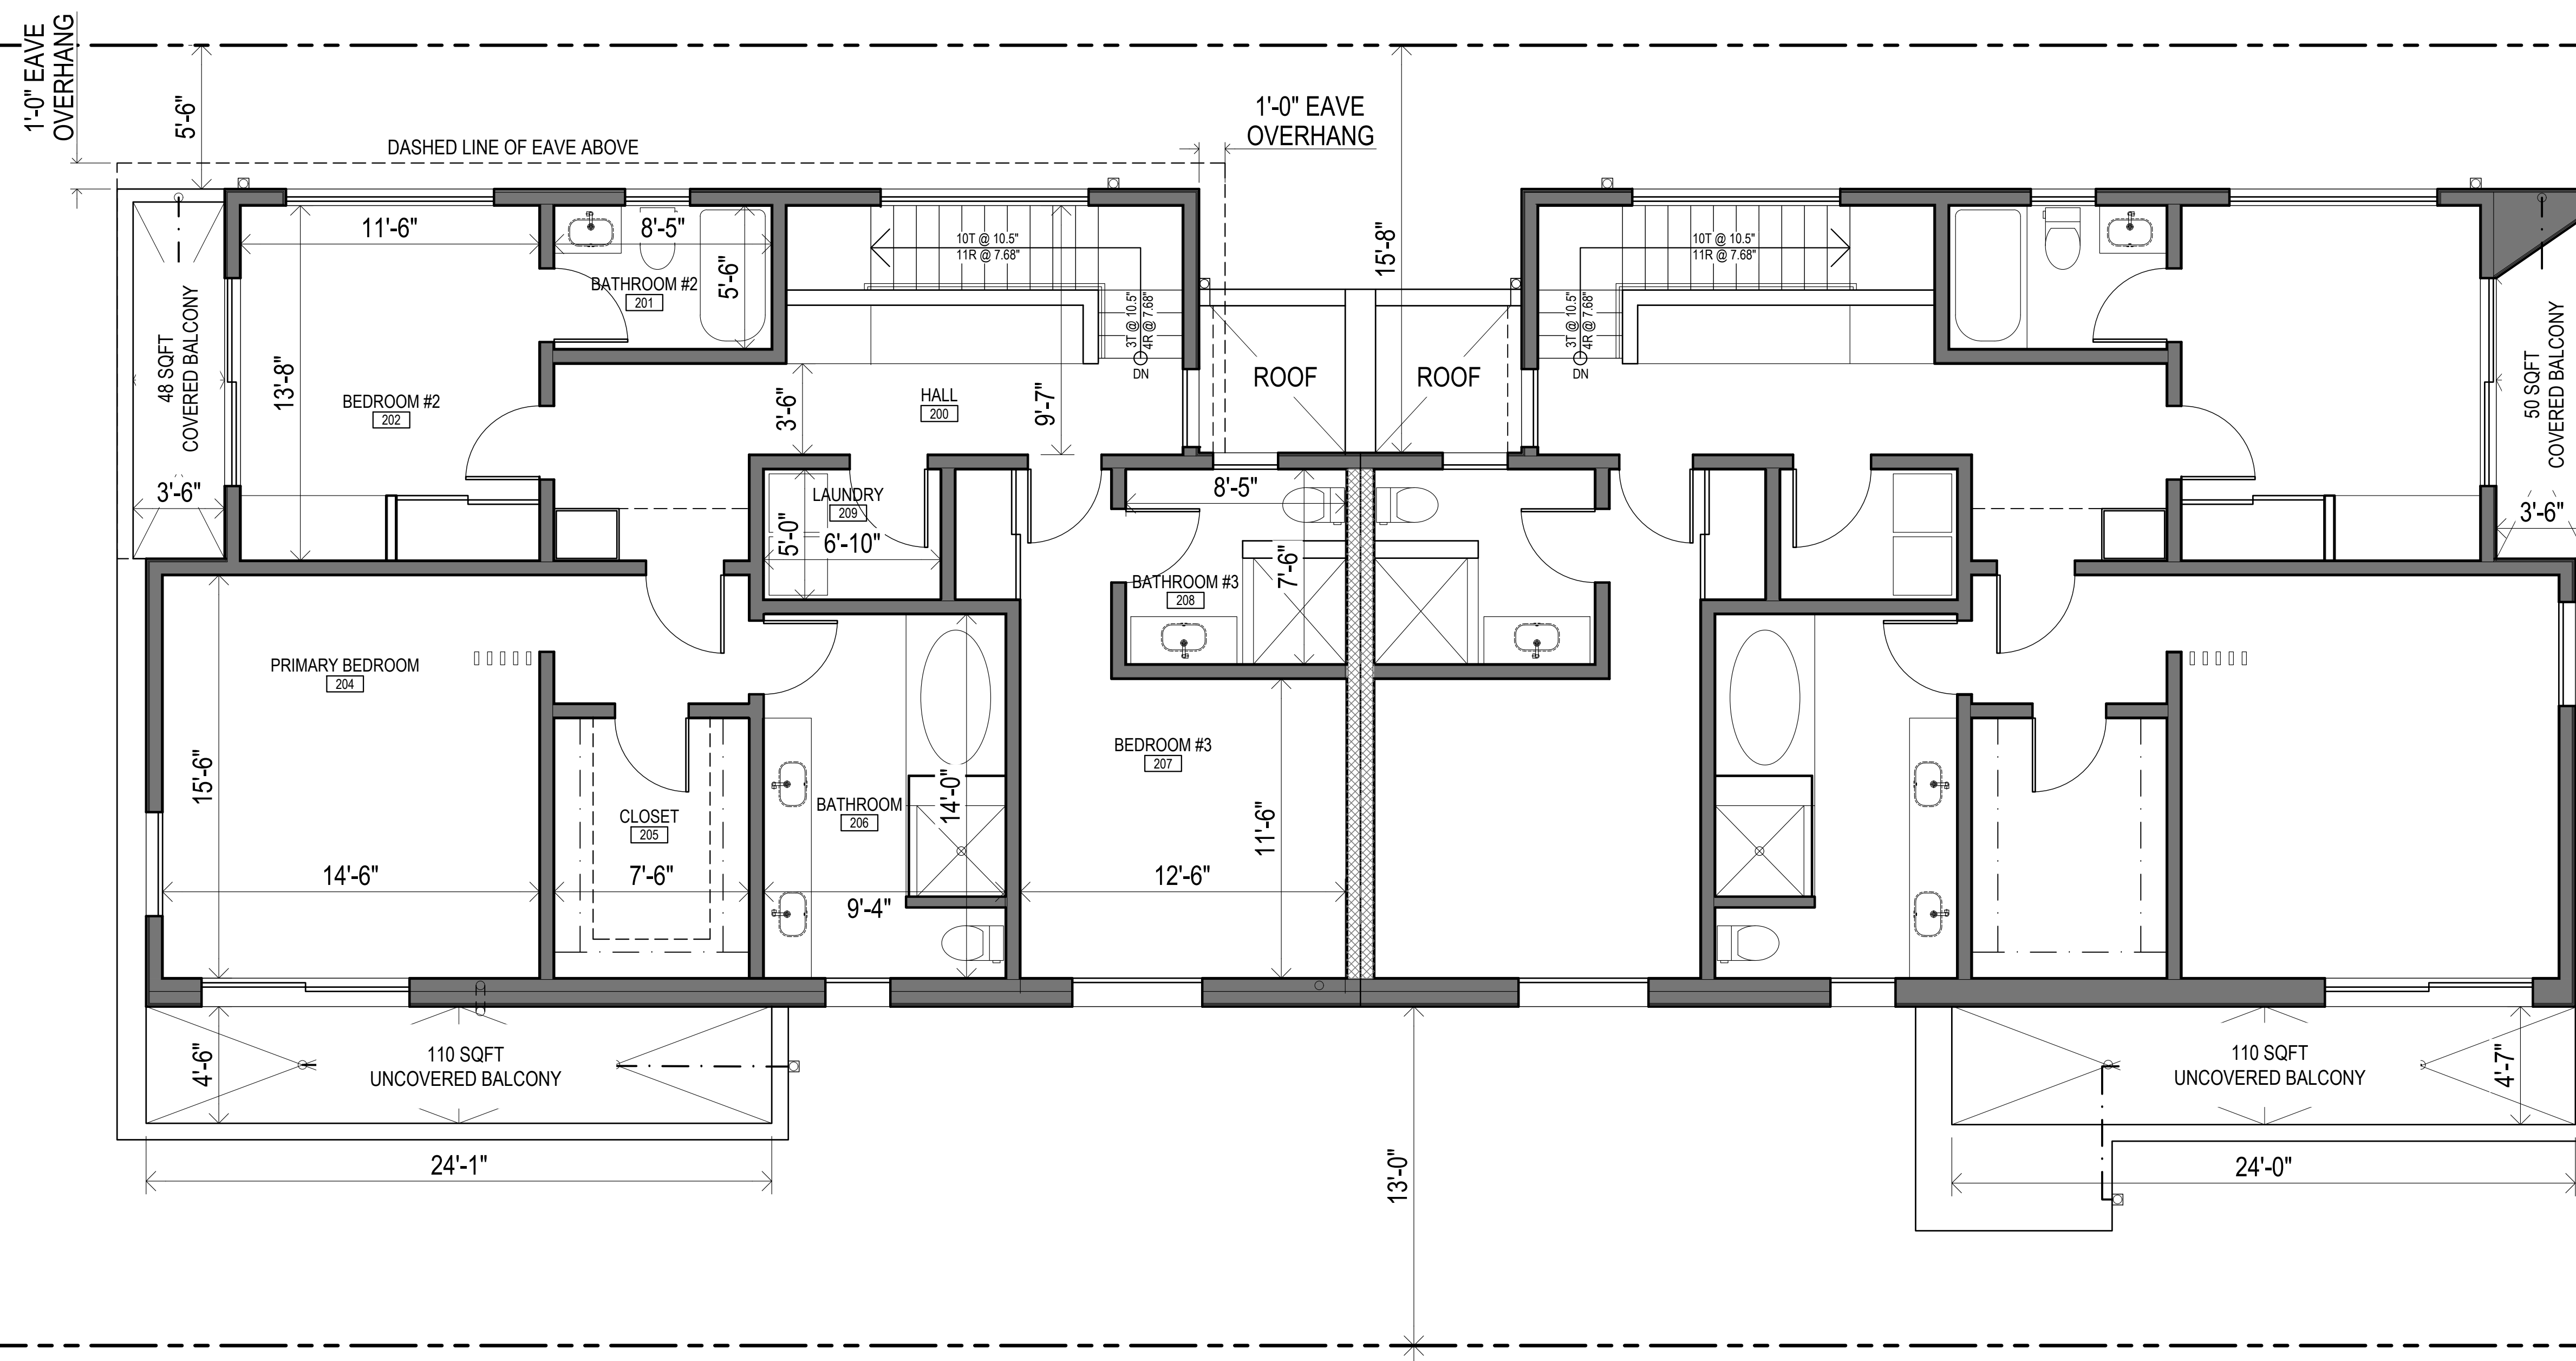 1'-0" EAVE
OVERHANG
5'-6"
DASHED LINE OF EAVE ABOVE
1'-0" EAVE
OVERHANG
15'-8"
11'-6"
8'-5"
5'-6"
BATHROOM #2
201
10T @ 10.5"
11R @ 7.68"
3T @ 10.5"
4R @ 7.68"
DN
10T @ 10.5"
11R @ 7.68"
3T @ 10.5"
4R @ 7.68"
DN
48 SQFT
COVERED BALCONY
3'-6"
13'-8"
BEDROOM #2
202
3'-6"
HALL
200
9'-7"
ROOF
ROOF
50 SQFT
COVERED BALCONY
3'-6"
LAUNDRY
209
5'-0"
6'-10"
8'-5"
7'-6"
BATHROOM #3
208
PRIMARY BEDROOM
204
15'-6"
14'-6"
CLOSET
205
7'-6"
BATHROOM
206
14'-0"
9'-4"
BEDROOM #3
207
11'-6"
12'-6"
4'-6"
110 SQFT
UNCOVERED BALCONY
24'-1"
13'-0"
110 SQFT
UNCOVERED BALCONY
4'-7"
24'-0"